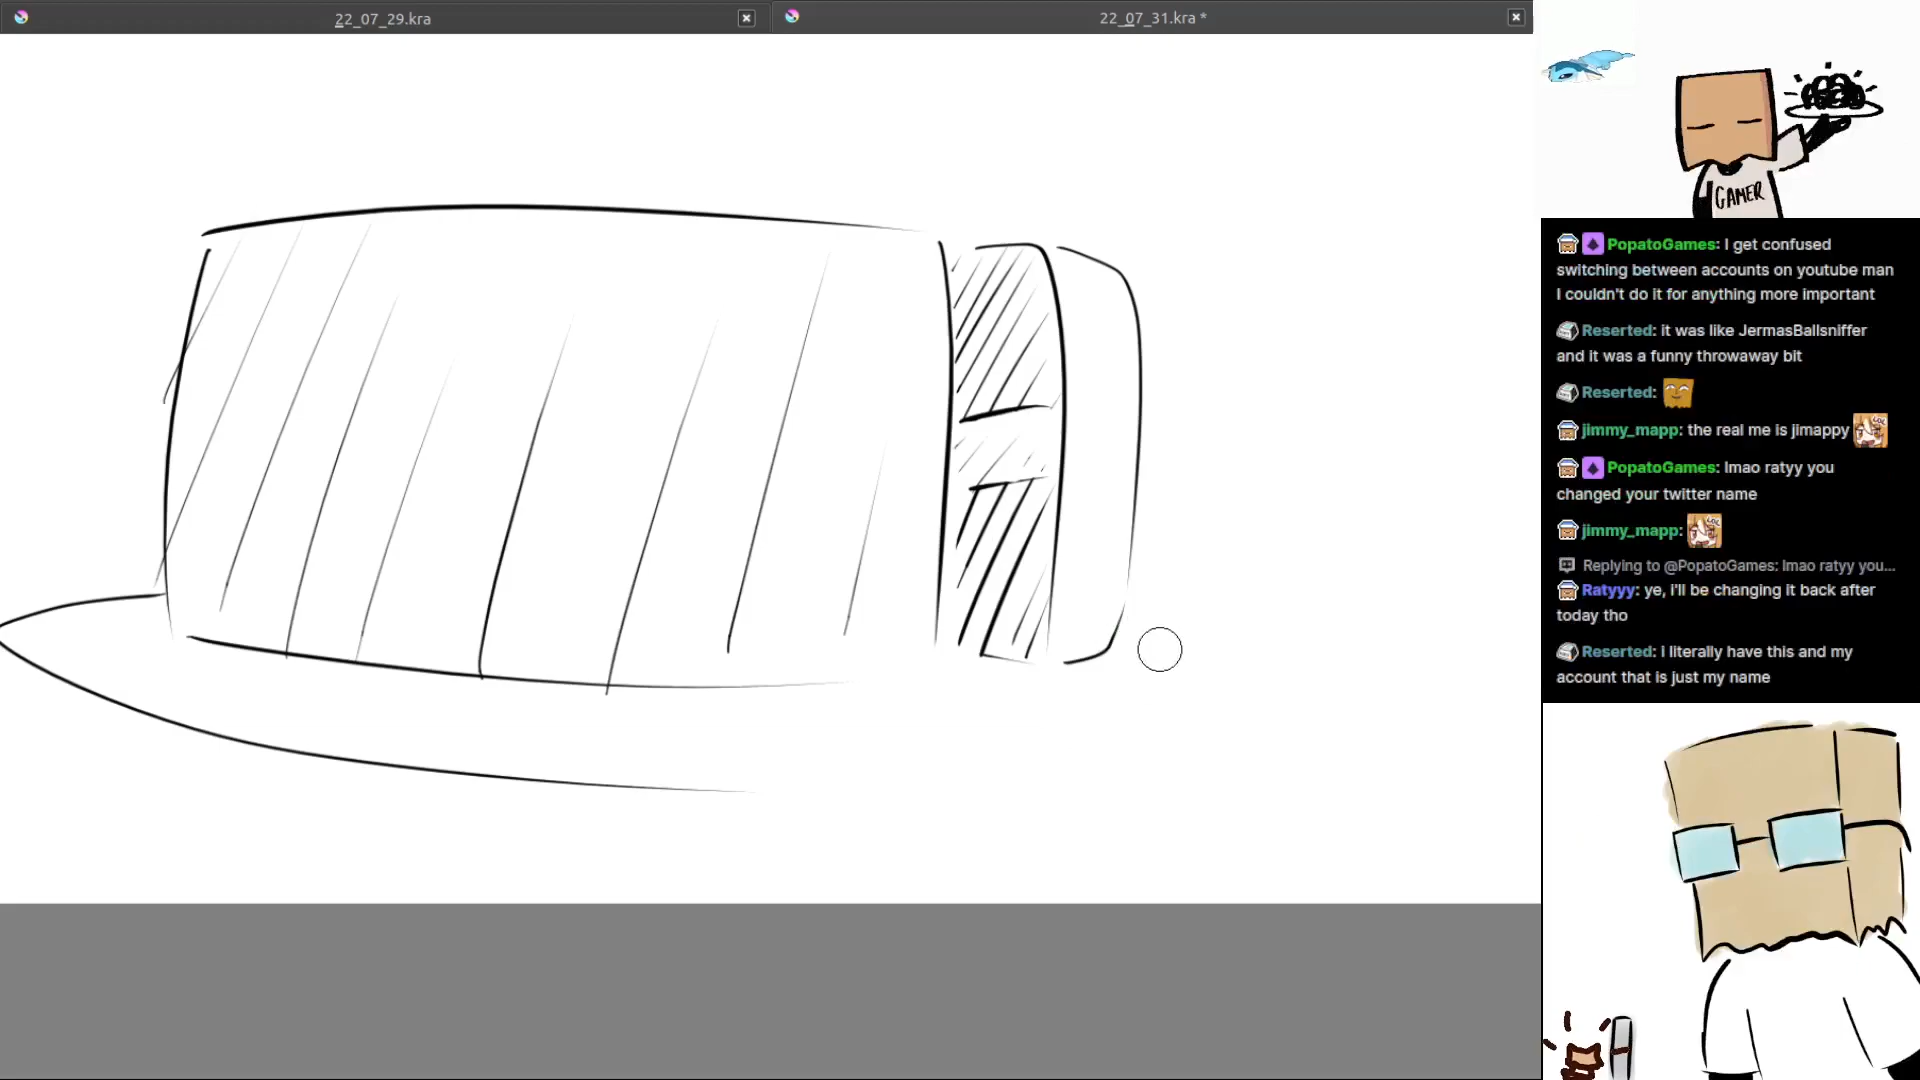 22_07_29.kra
22_07_31.kra *
GAMER
PopatoGames: I get confused
switching between accounts on youtube man
I couldn't do it for anything more important
Reserted: it was like JermasBallsniffer
and it was a funny throwaway bit
Reserted:
jimmy_mapp: the real me is jimappy
PopatoGames: lmao ratyy you
changed your twitter name
jimmy_mapp:
Replying to @PopatoGames: lmao ratyy you...
Ratyyy: ye, i'll be changing it back after
today tho
Reserted: i literally have this and my
account that is just my name